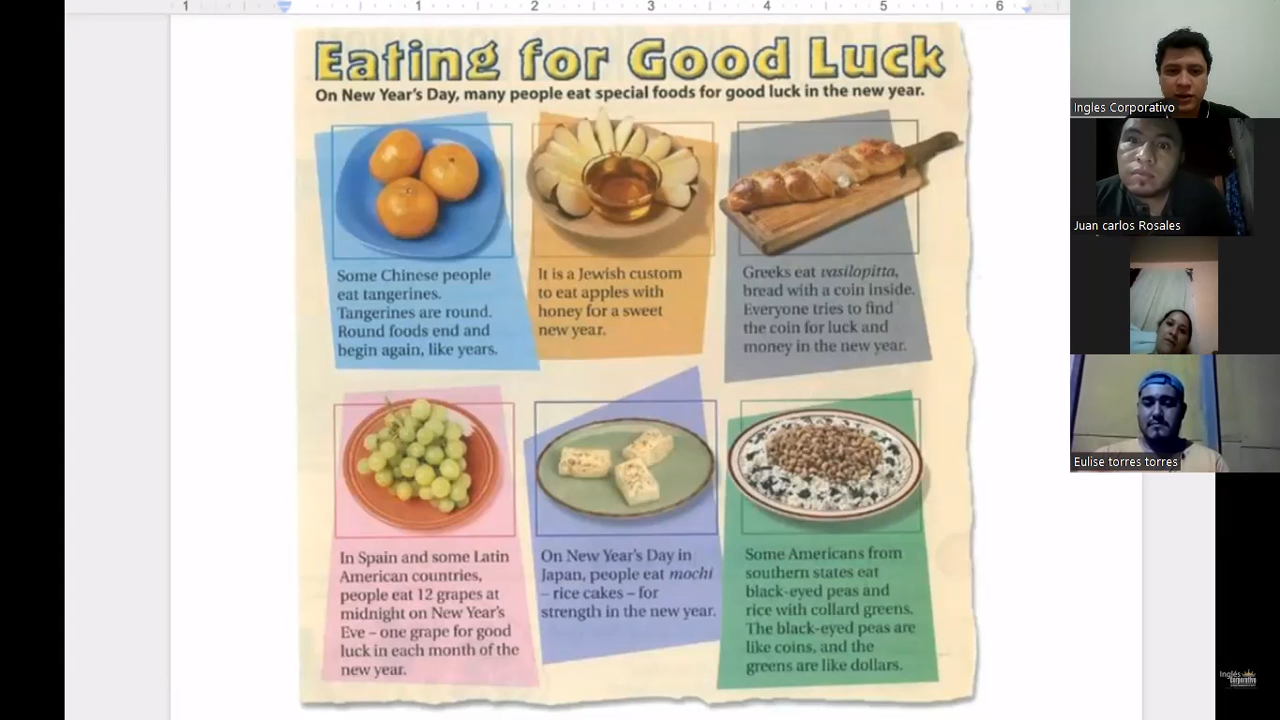 1 1 2 3 4 5 6
Eating for Good Luck
On New Year's Day, many people eat special foods for good luck in the new year.
Some Chinese people
eat tangerines.
Tangerines are round.
Round foods end and
begin again, like years.
It is a Jewish custom
to eat apples with
honey for a sweet
new year.
Greeks eat vasilopitta,
bread with a coin inside.
Everyone tries to find
the coin for luck and
money in the new year.
In Spain and some Latin
American countries,
people eat 12 grapes at
midnight on New Year's
Eve – one grape for good
luck in each month of the
new year.
On New Year's Day in
Japan, people eat mochi
– rice cakes – for
strength in the new year.
Some Americans from
southern states eat
black-eyed peas and
rice with collard greens.
The black-eyed peas are
like coins, and the
greens are like dollars.
Ingles Corporativo
Juan carlos Rosales
Eulise torres torres
Inglés
Corporativo